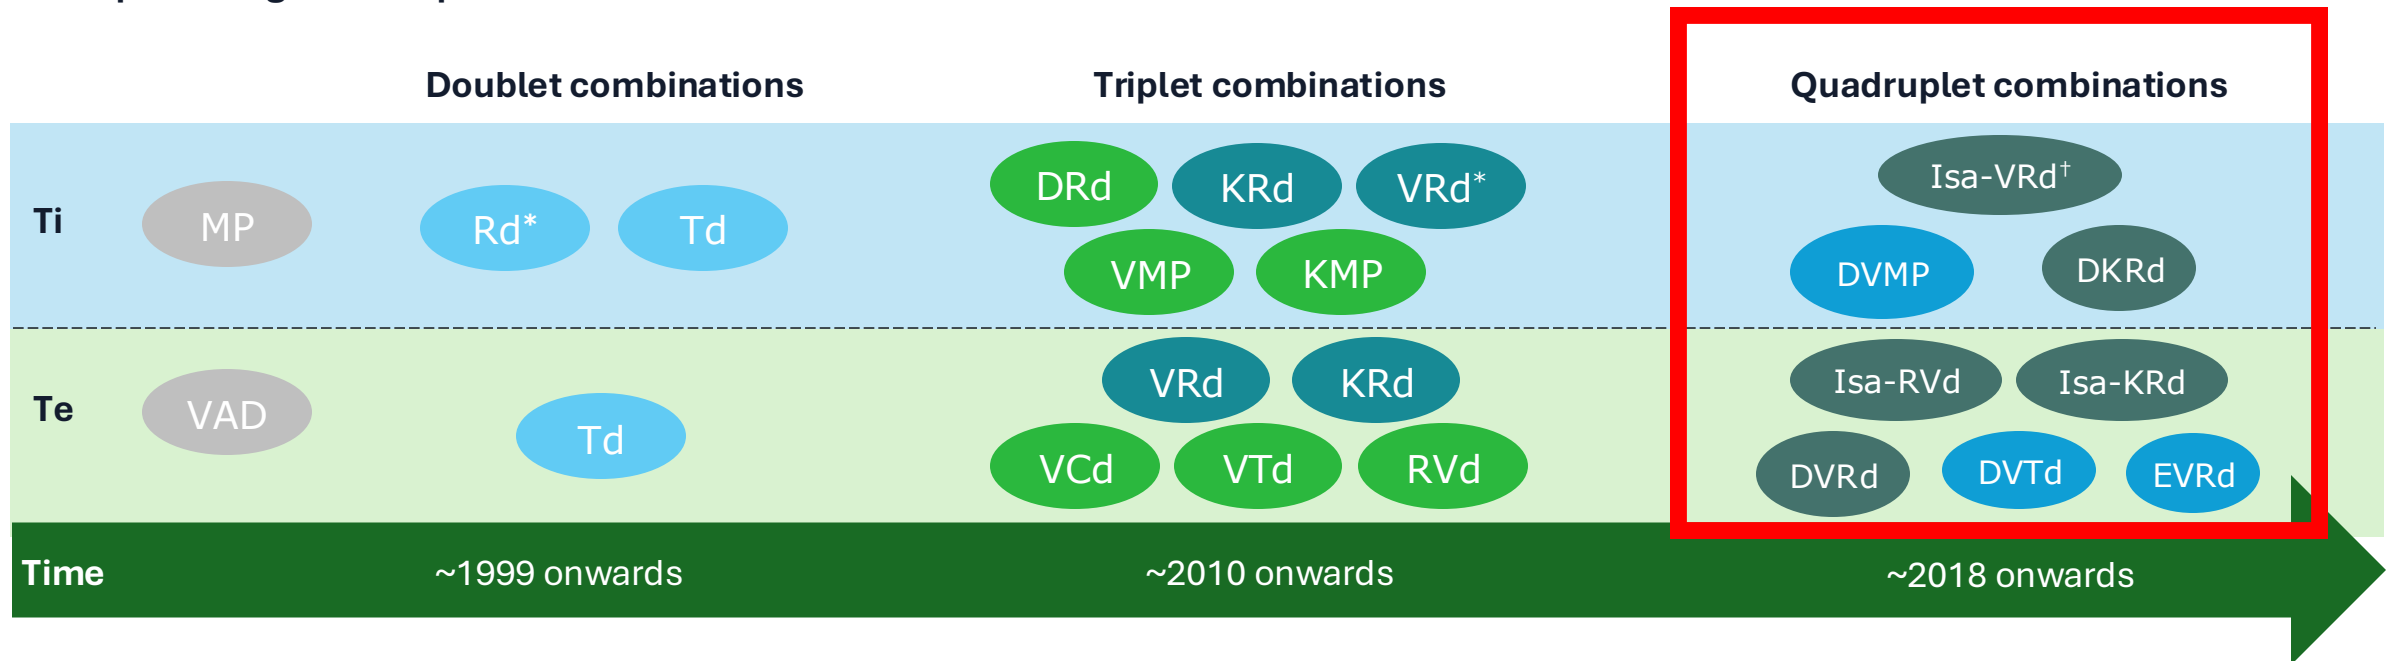 Doublet combinations
Triplet combinations
Quadruplet combinations
Ti
MP
Rd*
Td
DRd
KRd
VRd*
VMP
KMP
Isa-VRd†
DVMP
DKRd
Te
VAD
Td
VRd
KRd
VCd
VTd
RVd
Isa-RVd
Isa-KRd
DVRd
DVTd
EVRd
Time
~1999 onwards
~2010 onwards
~2018 onwards